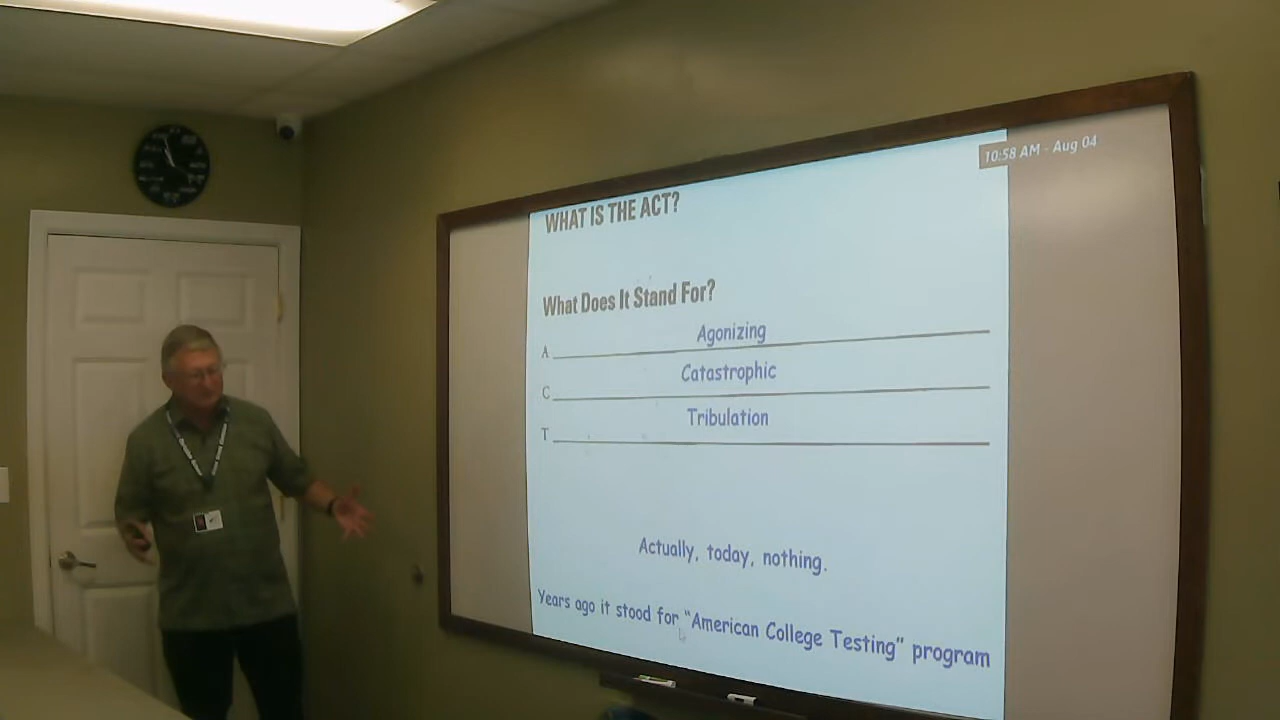 10:58 AM - Aug 04
WHAT IS THE ACT?
What Does It Stand For?
A Agonizing
C Catastrophic
T Tribulation
Actually, today, nothing.
Years ago it stood for “American College Testing” program